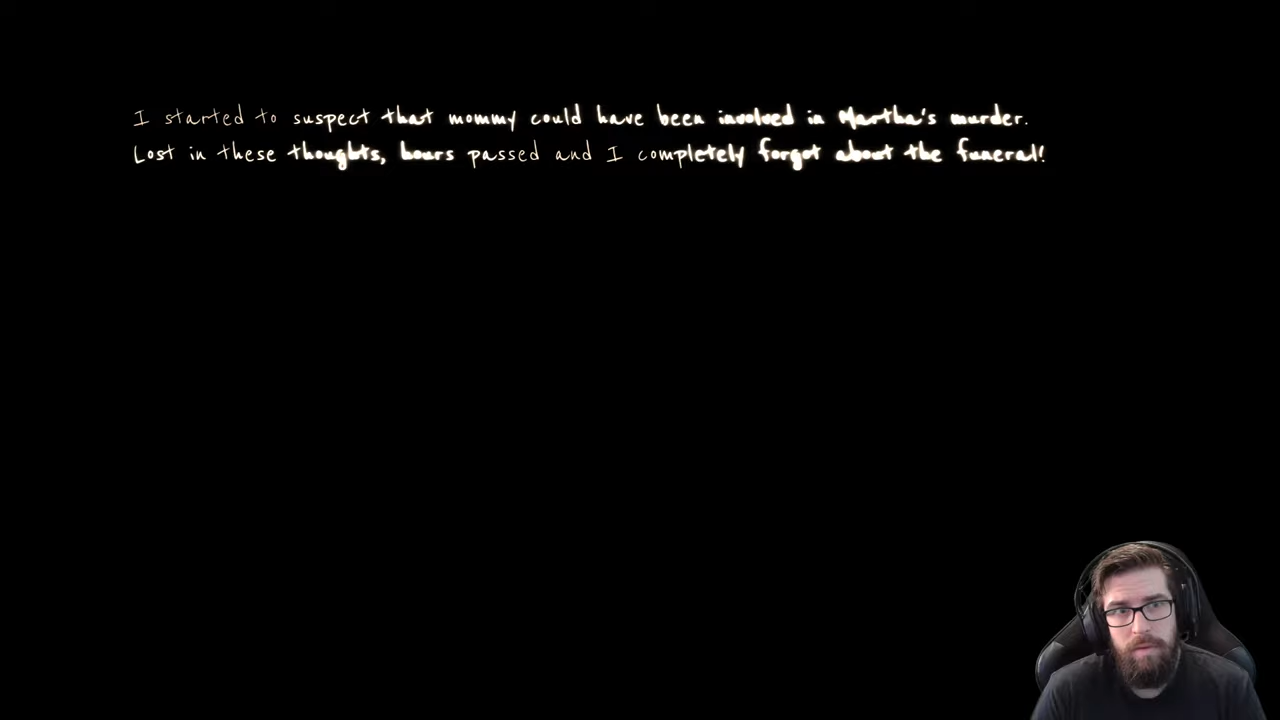 I started to suspect that mommy could have been involved in Martha's murder.
Lost in these thoughts, hours passed and I completely forgot about the funeral!